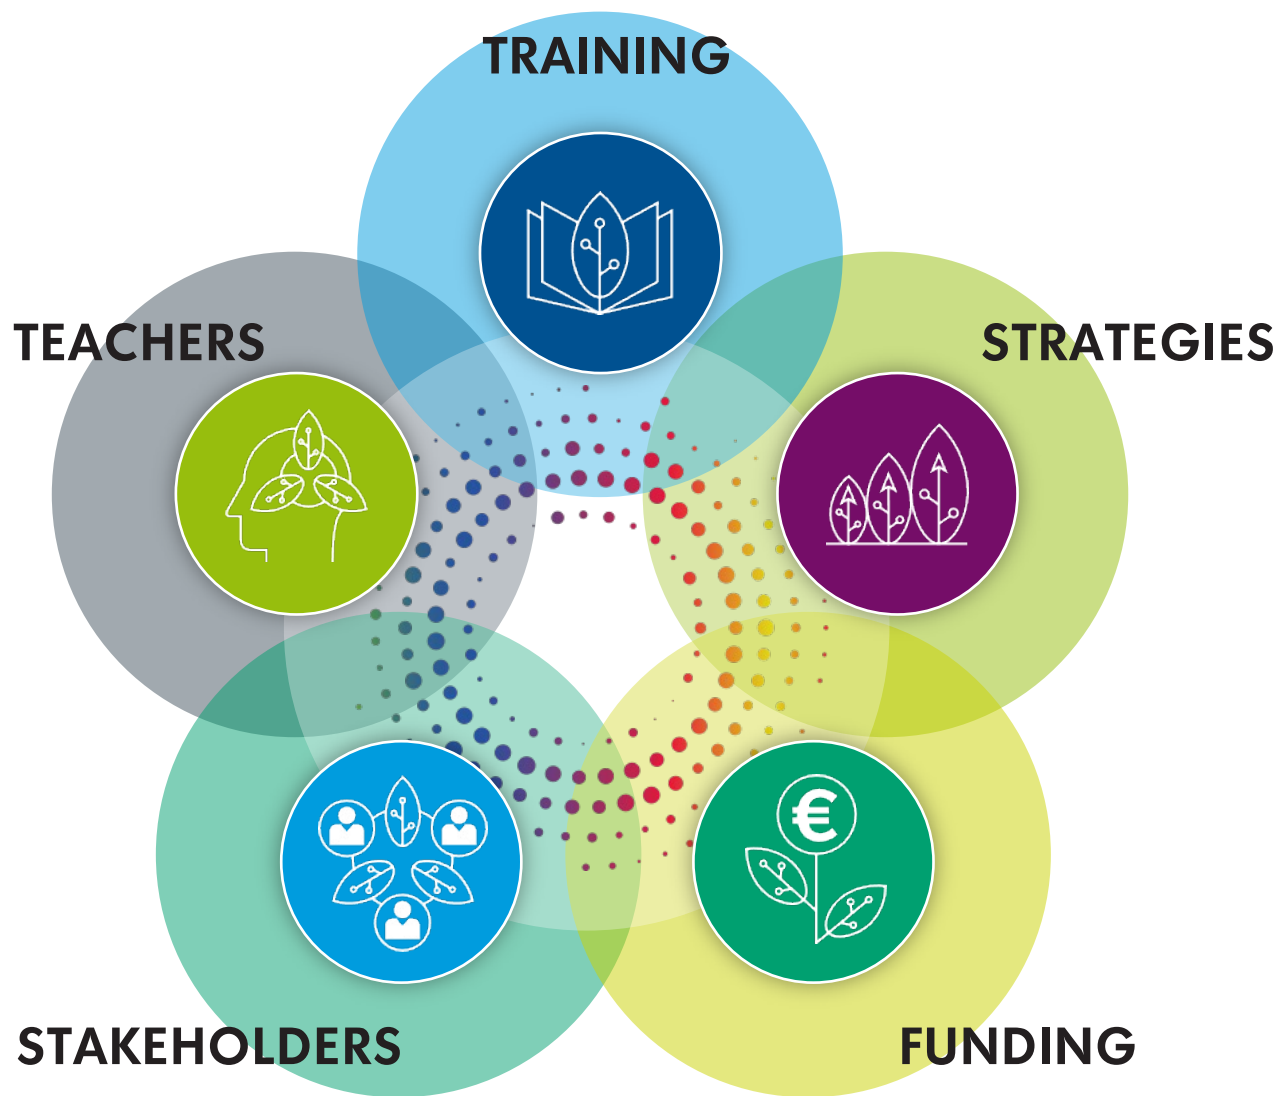 TRAINING
TEACHERS
STRATEGIES
€
STAKEHOLDERS
FUNDING